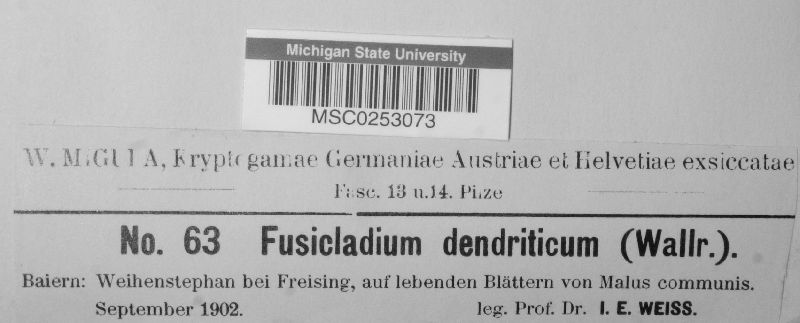 Michigan State University
MSC0253073
W. MIGULA, Kryptogamae Germaniae Austriae et Helvetiae exsiccatae
Fasc. 13 u.14. Pilze
No. 63 Fusicladium dendriticum (Wallr.).
Baiern: Weihenstephan bei Freising, auf lebenden Blättern von Malus communis.
September 1902. leg. Prof. Dr. I. E. WEISS.